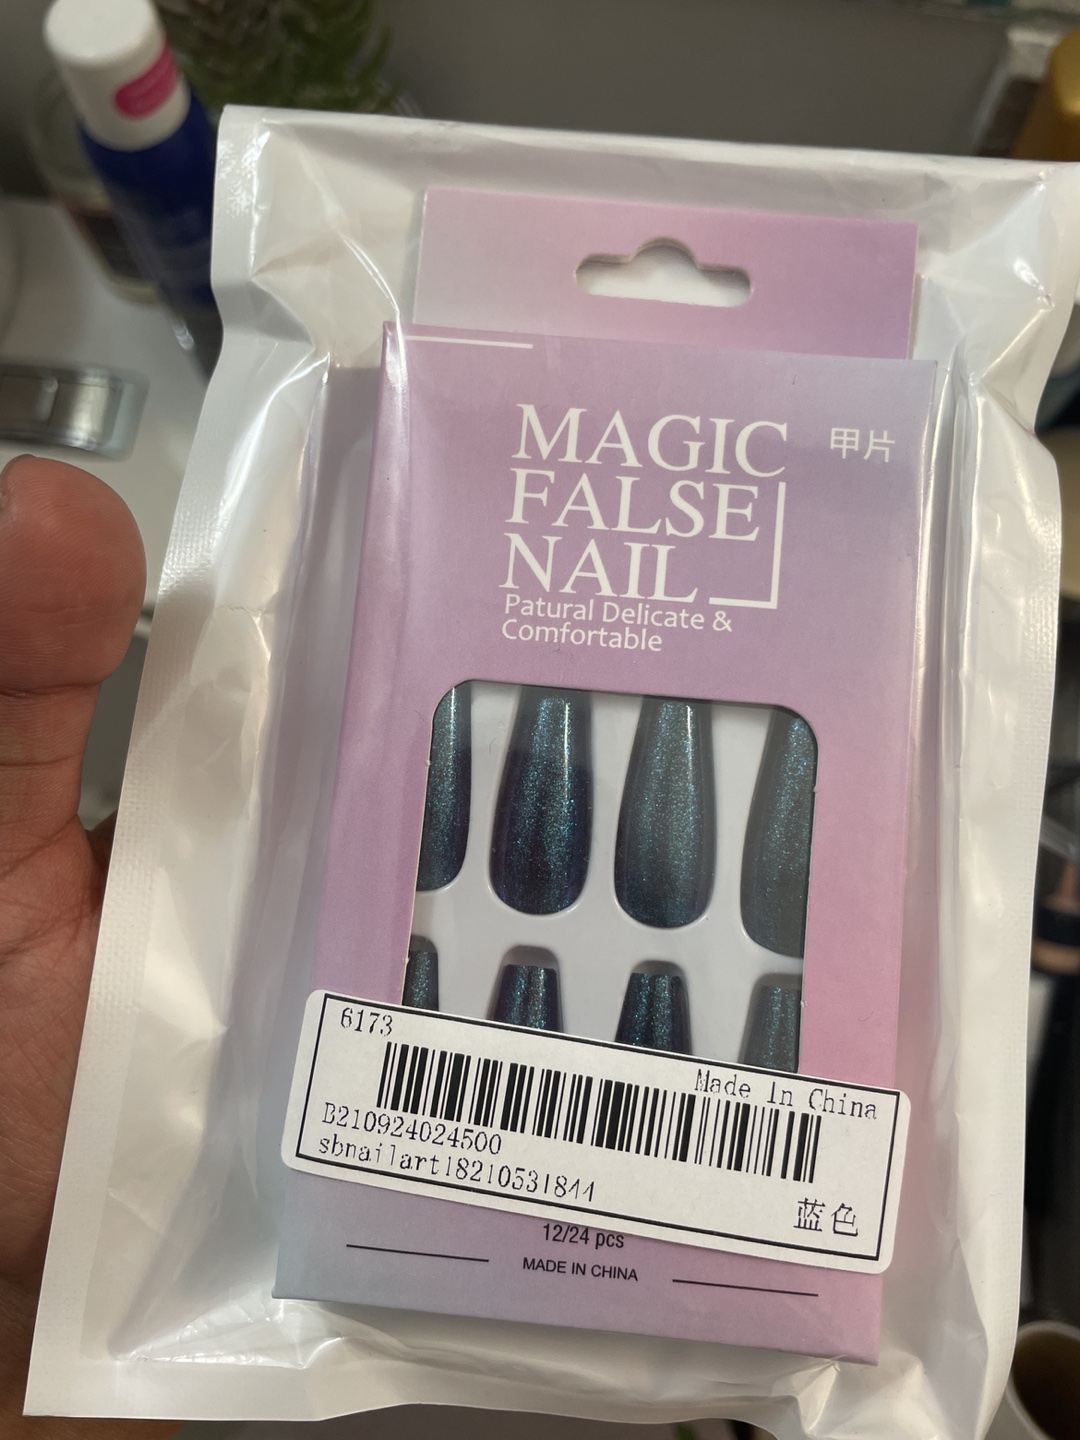 MAGIC 甲片
FALSE
NAIL
Patural Delicate &
Comfortable
6173
Made In China
B210924024500
sbnailart18210531844
蓝色
12/24 pcs
MADE IN CHINA